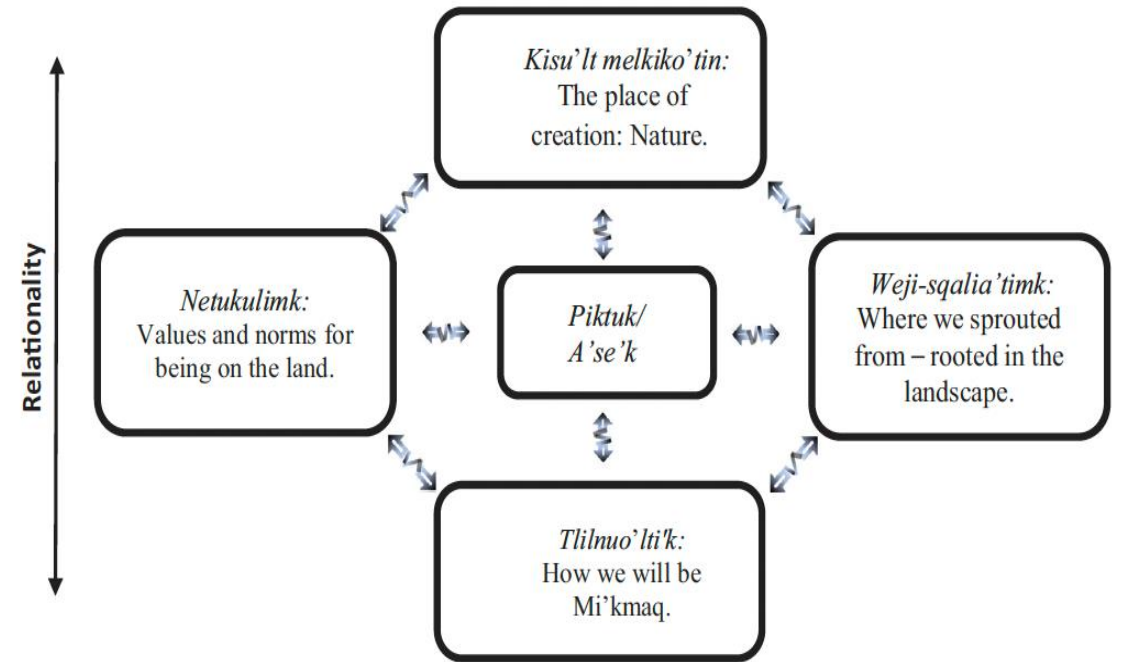 Kisu’lt melkiko’tin:
The place of
creation: Nature.
Relationality
Netukulimk:
Values and norms for
being on the land.
Piktuk/
A’se’k
Weji-sqalia’timk:
Where we sprouted
from – rooted in the
landscape.
Tlilnuo’lti'k:
How we will be
Mi’kmaq.